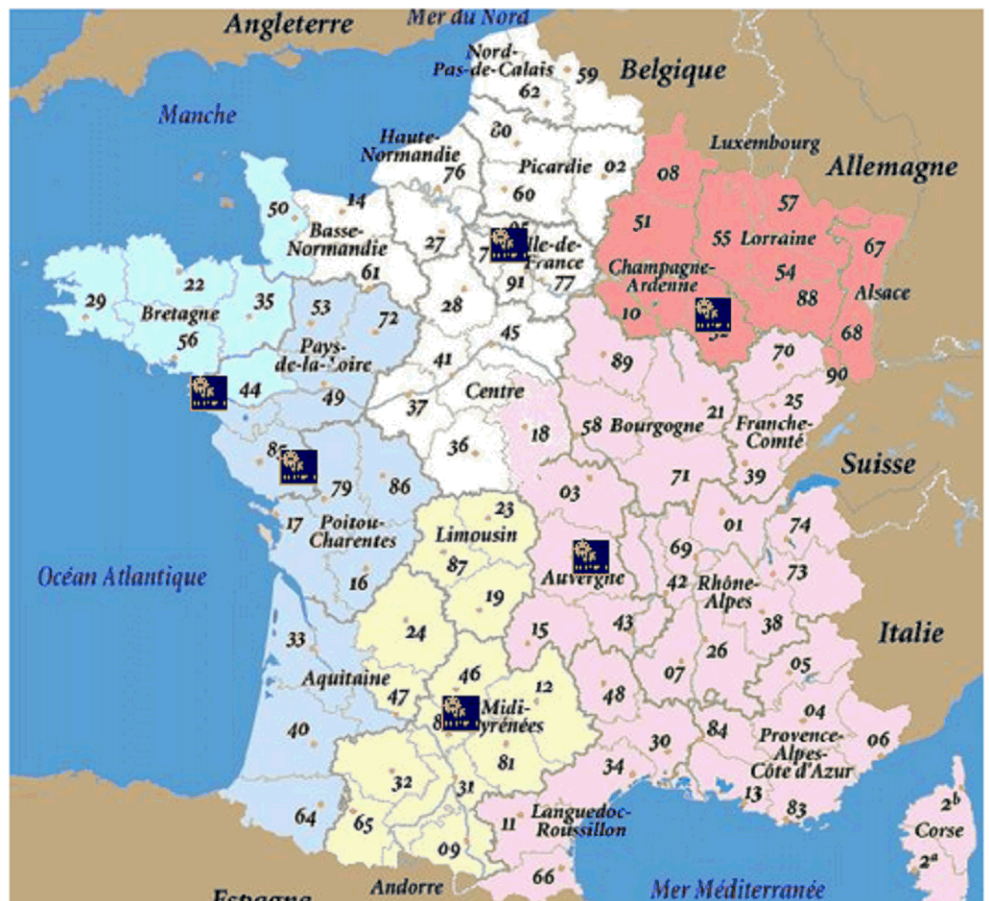 Mer du Nord
Angleterre
Nord-
Pas-de-Calais
59
Belgique
62
Manche
80
Haute-
Normandie
Luxembourg
Picardie
02
Allemagne
76
08
60
14
57
50
51
Basse-
Normandie
27
Ile-de-
France
55
Lorraine
67
61
91
77
Champagne-
Ardenne
54
22
29
35
Bretagne
53
28
88
Alsace
10
56
72
45
68
Pays-
de-la-Loire
41
89
70
90
44
49
Centre
37
25
21
58
Bourgogne
Franche-
Comté
18
36
85
79
86
71
39
Suisse
03
23
17
Poitou-
Charentes
Limousin
01
74
69
87
Océan Atlantique
16
Auvergne
42
Rhône-
Alpes
73
19
24
33
15
43
38
Italie
26
05
46
07
Aquitaine
47
12
48
04
Midi-
40
30
84
Provence-
Alpes-
Côte d'Azur
06
81
34
32
31
13
83
64
65
11
Languedoc-
Roussillon
2b
Corse
09
2a
66
Andorre
Mer Méditerranée
Espagne